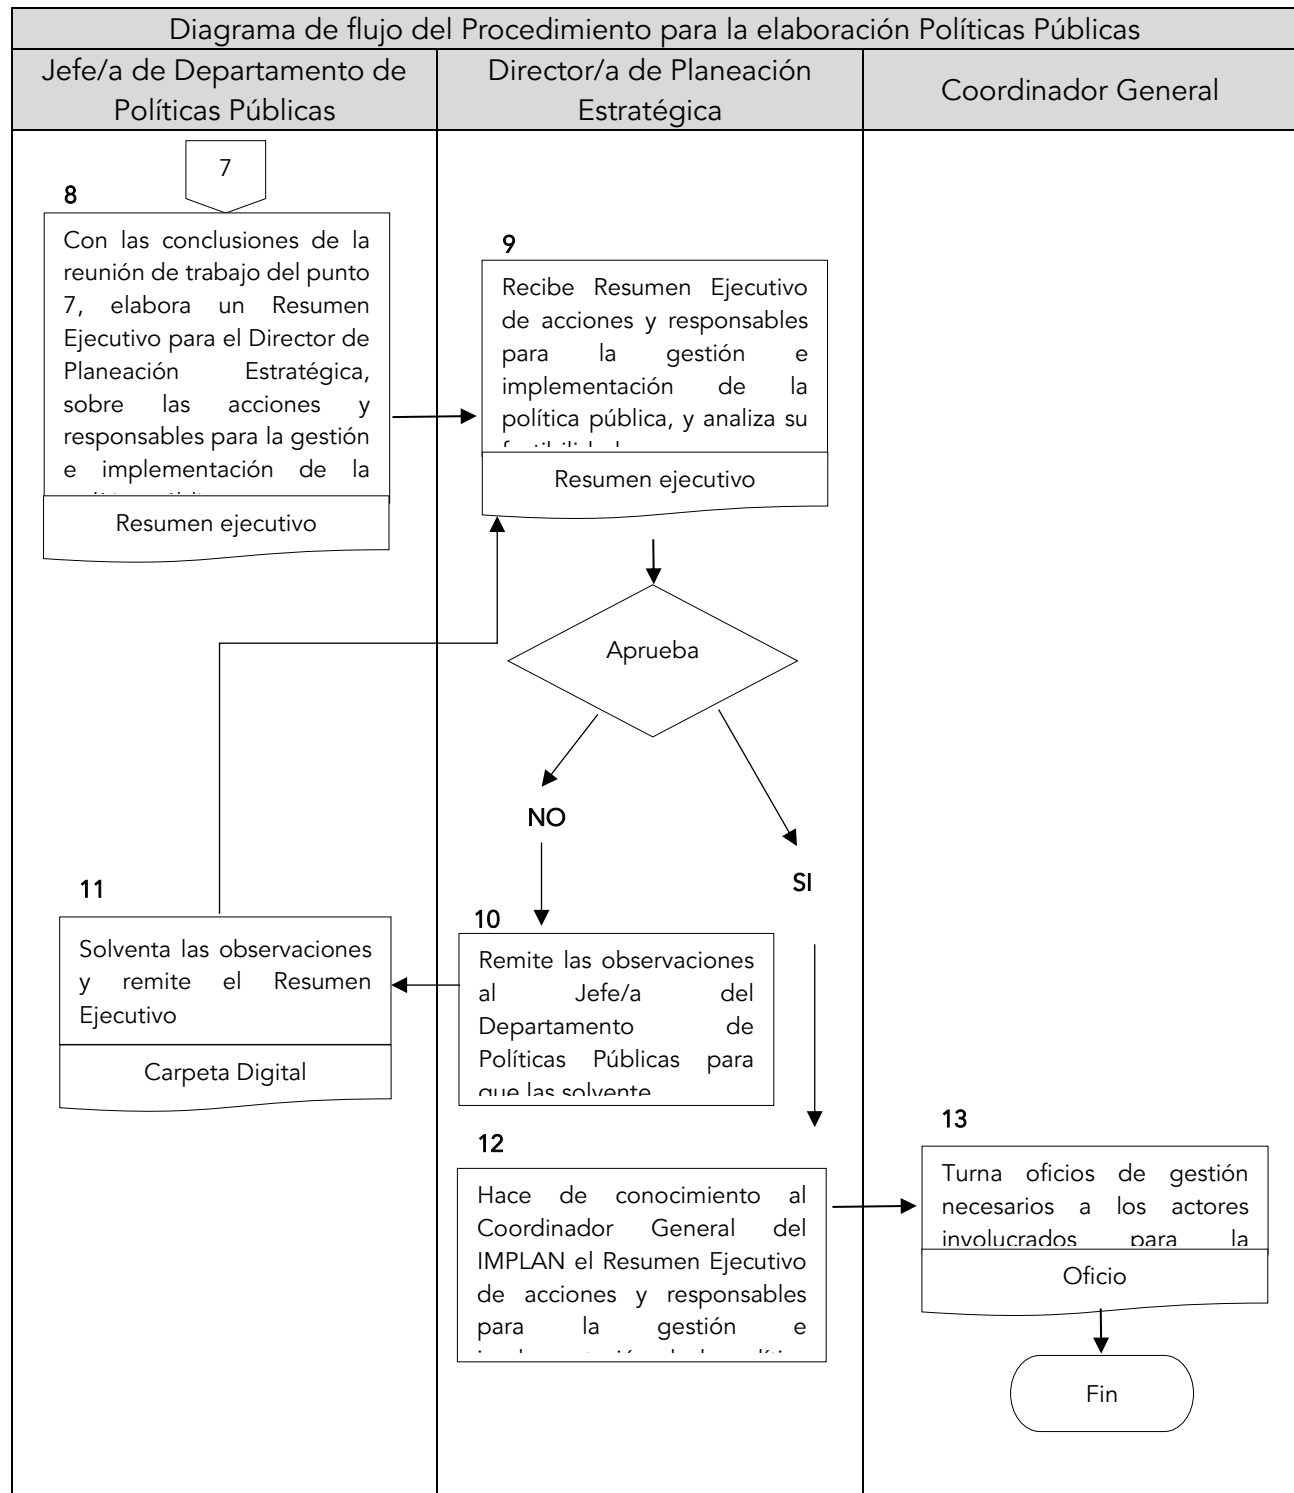 Diagrama de flujo del Procedimiento para la elaboración Políticas Públicas
Jefe/a de Departamento de
Políticas Públicas
Director/a de Planeación
Estratégica
Coordinador General
7
8
Con las conclusiones de la
reunión de trabajo del punto
7, elabora un Resumen
Ejecutivo para el Director de
Planeación Estratégica,
sobre las acciones y
responsables para la gestión
e implementación de la
Resumen ejecutivo
9
Recibe Resumen Ejecutivo
de acciones y responsables
para la gestión e
implementación de la
política pública, y analiza su
Resumen ejecutivo
Aprueba
NO
SI
11
Solventa las observaciones
y remite el Resumen
Ejecutivo
Carpeta Digital
10
Remite las observaciones
al Jefe/a del
Departamento de
Políticas Públicas para
que las solvente
12
Hace de conocimiento al
Coordinador General del
IMPLAN el Resumen Ejecutivo
de acciones y responsables
para la gestión e
13
Turna oficios de gestión
necesarios a los actores
involucrados para la
Oficio
Fin